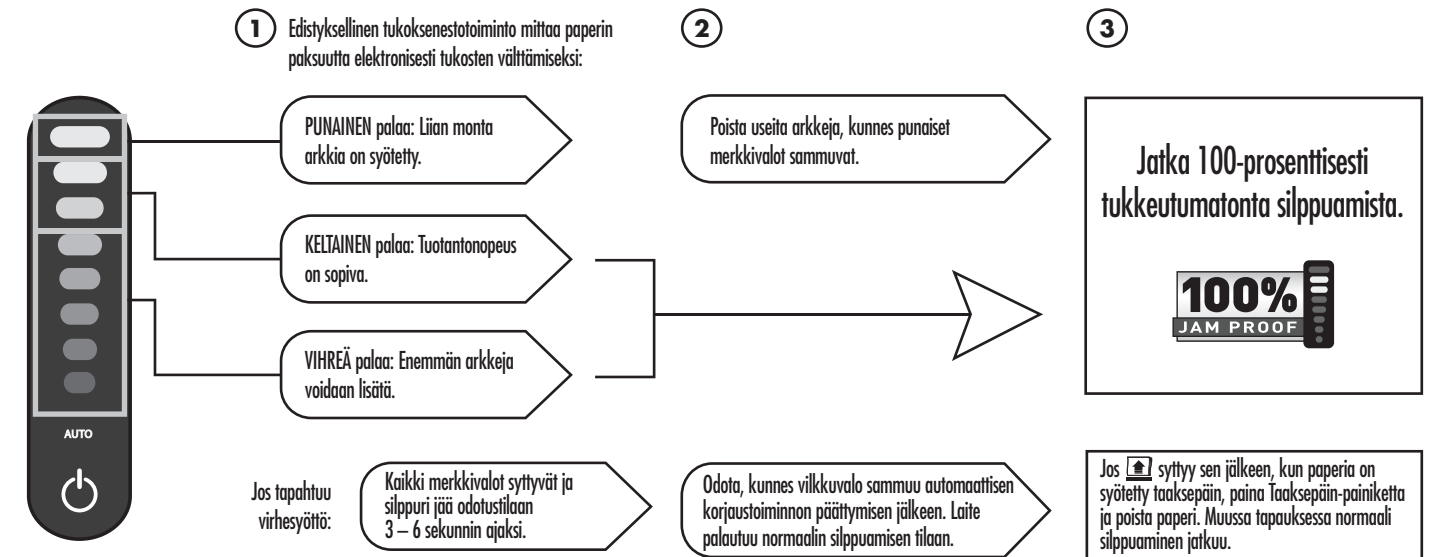 1
Edistyksellinen tukoksenestotoiminto mittaa paperin
paksuutta elektronisesti tukosten välttämiseksi:
PUNAINEN palaa: Liian monta
arkkia on syötetty.
KELTAINEN palaa: Tuotantonopeus
on sopiva.
VIHREÄ palaa: Enemmän arkkeja
voidaan lisätä.
2
Poista useita arkkeja, kunnes punaiset
merkkivalot sammuvat.
3
Jatka 100-prosenttisesti
tukkeutumatonta silppuamista.
100%
JAM PROOF
AUTO
Jos tapahtuu
virhesyöttö:
Kaikki merkkivalot syttyvät ja
silppuri jää odotustilaan
3 – 6 sekunnin ajaksi.
Odota, kunnes vilkkuvalo sammuu automaattisen
korjaustoiminnon päättymisen jälkeen. Laite
palautuu normaalin silppuamisen tilaan.
Jos syttyy sen jälkeen, kun paperia on
syötetty taaksepäin, paina Taaksepäin-painiketta
ja poista paperi. Muussa tapauksessa normaali
silppuaminen jatkuu.